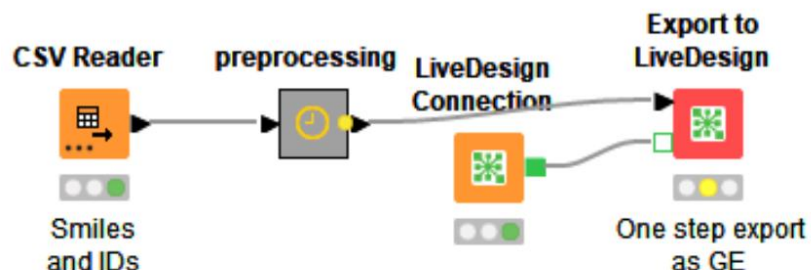 CSV Reader
preprocessing
LiveDesign
Connection
Export to
LiveDesign
Smiles
and IDs
One step export
as GE